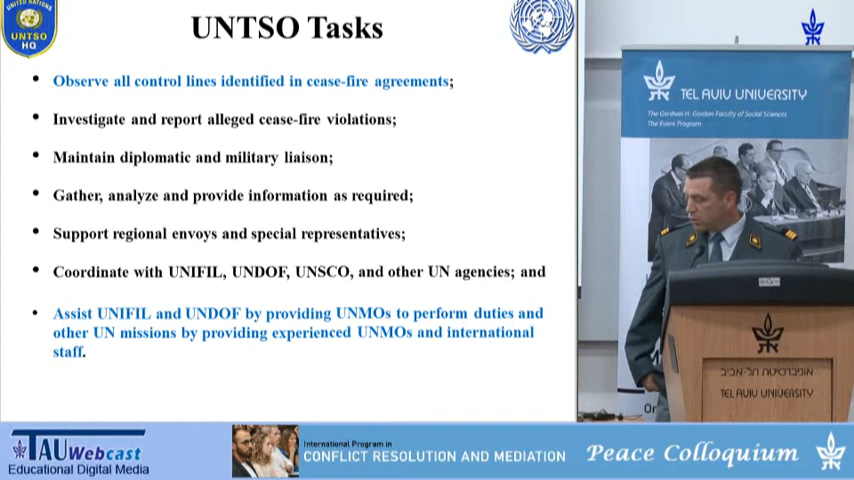 UNITED NATIONS
UNTSO
HQ
UNTSO Tasks
• Observe all control lines identified in cease-fire agreements;
• Investigate and report alleged cease-fire violations;
• Maintain diplomatic and military liaison;
• Gather, analyze and provide information as required;
• Support regional envoys and special representatives;
• Coordinate with UNIFIL, UNDOF, UNSCO, and other UN agencies; and
• Assist UNIFIL and UNDOF by providing UNMOs to perform duties and
other UN missions by providing experienced UNMOs and international
staff.
TEL AVIV UNIVERSITY
The Gershon H. Gordon Faculty of Social Sciences
The Evens Program
אוניברסיטת תל-אביב
TEL AVIV UNIVERSITY
TAU Webcast
Educational Digital Media
International Program in
CONFLICT RESOLUTION AND MEDIATION
Peace Colloquium